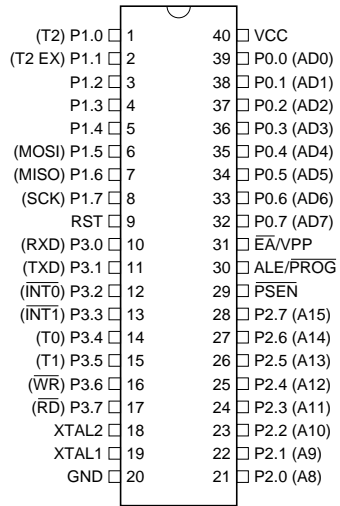 (T2) P1.0 1 40 VCC
(T2 EX) P1.1 2 39 P0.0 (AD0)
P1.2 3 38 P0.1 (AD1)
P1.3 4 37 P0.2 (AD2)
P1.4 5 36 P0.3 (AD3)
(MOSI) P1.5 6 35 P0.4 (AD4)
(MISO) P1.6 7 34 P0.5 (AD5)
(SCK) P1.7 8 33 P0.6 (AD6)
RST 9 32 P0.7 (AD7)
(RXD) P3.0 10 31 E̅A̅/VPP
(TXD) P3.1 11 30 ALE/P̅R̅O̅G̅
(I̅N̅T̅0̅) P3.2 12 29 P̅S̅E̅N̅
(I̅N̅T̅1̅) P3.3 13 28 P2.7 (A15)
(T0) P3.4 14 27 P2.6 (A14)
(T1) P3.5 15 26 P2.5 (A13)
(W̅R̅) P3.6 16 25 P2.4 (A12)
(R̅D̅) P3.7 17 24 P2.3 (A11)
XTAL2 18 23 P2.2 (A10)
XTAL1 19 22 P2.1 (A9)
GND 20 21 P2.0 (A8)